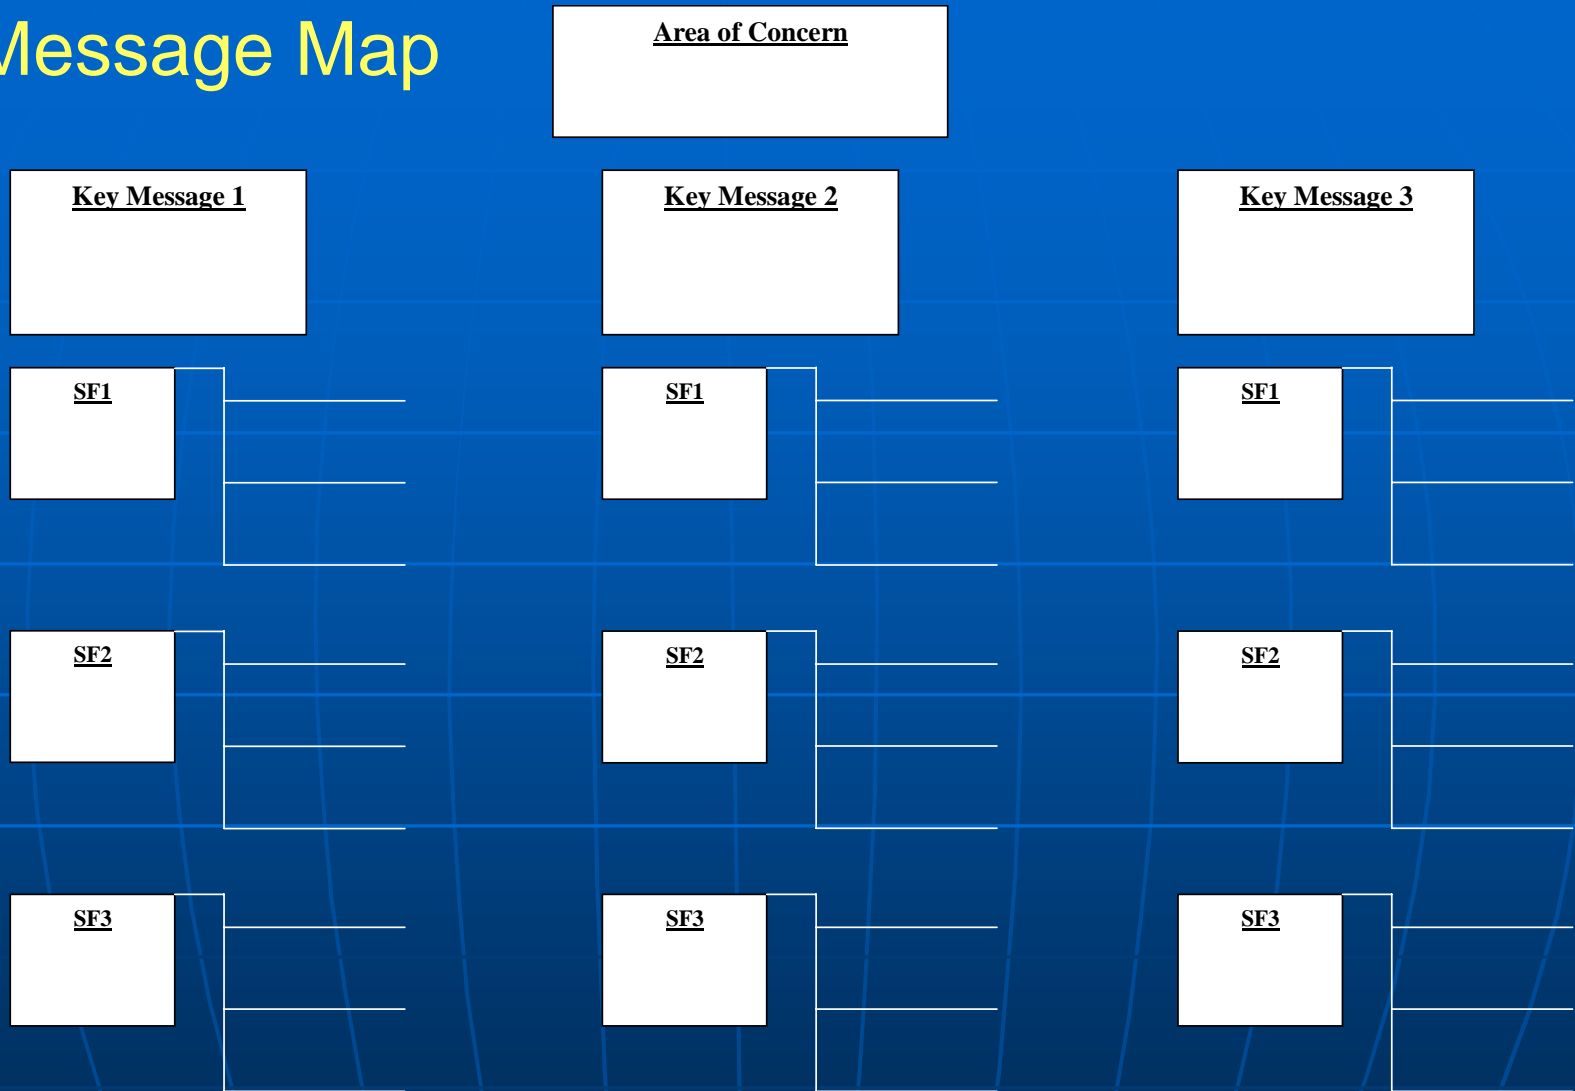 Message Map
Area of Concern
Key Message 1
Key Message 2
Key Message 3
SF1
SF1
SF1
SF2
SF2
SF2
SF3
SF3
SF3